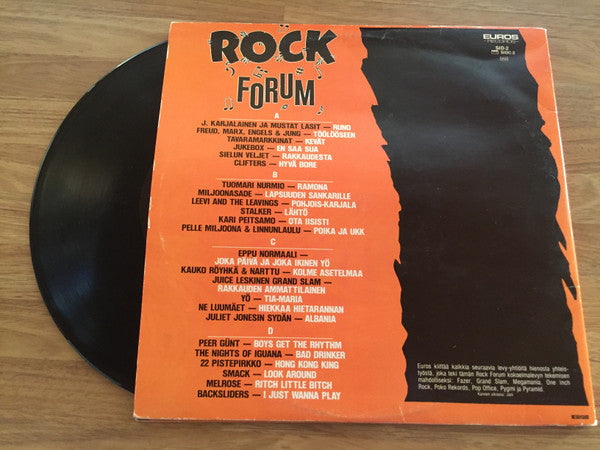 ROCK
FORUM
EUROS
RECORDS
SIO-2
A
J. KARJALAINEN JA MUSTAT LASIT — RUNO
FREUD, MARX, ENGELS & JUNG — TÖÖLÖÖSEEN
TAVARAMARKKINAT — KEVÄT
JUKEBOX — EN SAA SUA
SIELUN VELJET — RAKKAUDESTA
CLIFTERS — HYVÄ BORE
B
TUOMARI NURMIO — RAMONA
MILJOONASADE — LAPSUUDEN SANKARILLE
LEEVI AND THE LEAVINGS — POHJOIS-KARJALA
STALKER — LÄHTÖ
KARI PEITSAMO — OTA IISISTI
PELLE MILJOONA & LINNUNLAULU — POIKA JA UKK
C
EPPU NORMAALI —
JOKA PÄIVÄ JA JOKA IKINEN YÖ
KAUKO RÖYHKÄ & NARTTU — KOLME ASETELMAA
JUICE LESKINEN GRAND SLAM —
RAKKAUDEN AMMATTILAINEN
YÖ — TIA-MARIA
NE LUUMÄET — HIEKKAA HIETARANNAN
JULIET JONESIN SYDÄN — ALBANIA
D
PEER GÜNT — BOYS GET THE RHYTHM
THE NIGHTS OF IGUANA — BAD DRINKER
22 PISTEPIRKKO — HONG KONG KING
SMACK — LOOK AROUND
MELROSE — RITCH LITTLE BITCH
BACKSLIDERS — I JUST WANNA PLAY
Euros kiittää kaikkia seuraavia levy-yhtiöitä hienosta yhteis-
työstä, joka teki tämän Rock Forum kokoelmalevyn tekemisen
mahdolliseksi: Fazer, Grand Slam, Megamania, One Inch
Rock, Poko Rekords, Pop Office, Pygmi ja Pyramid.